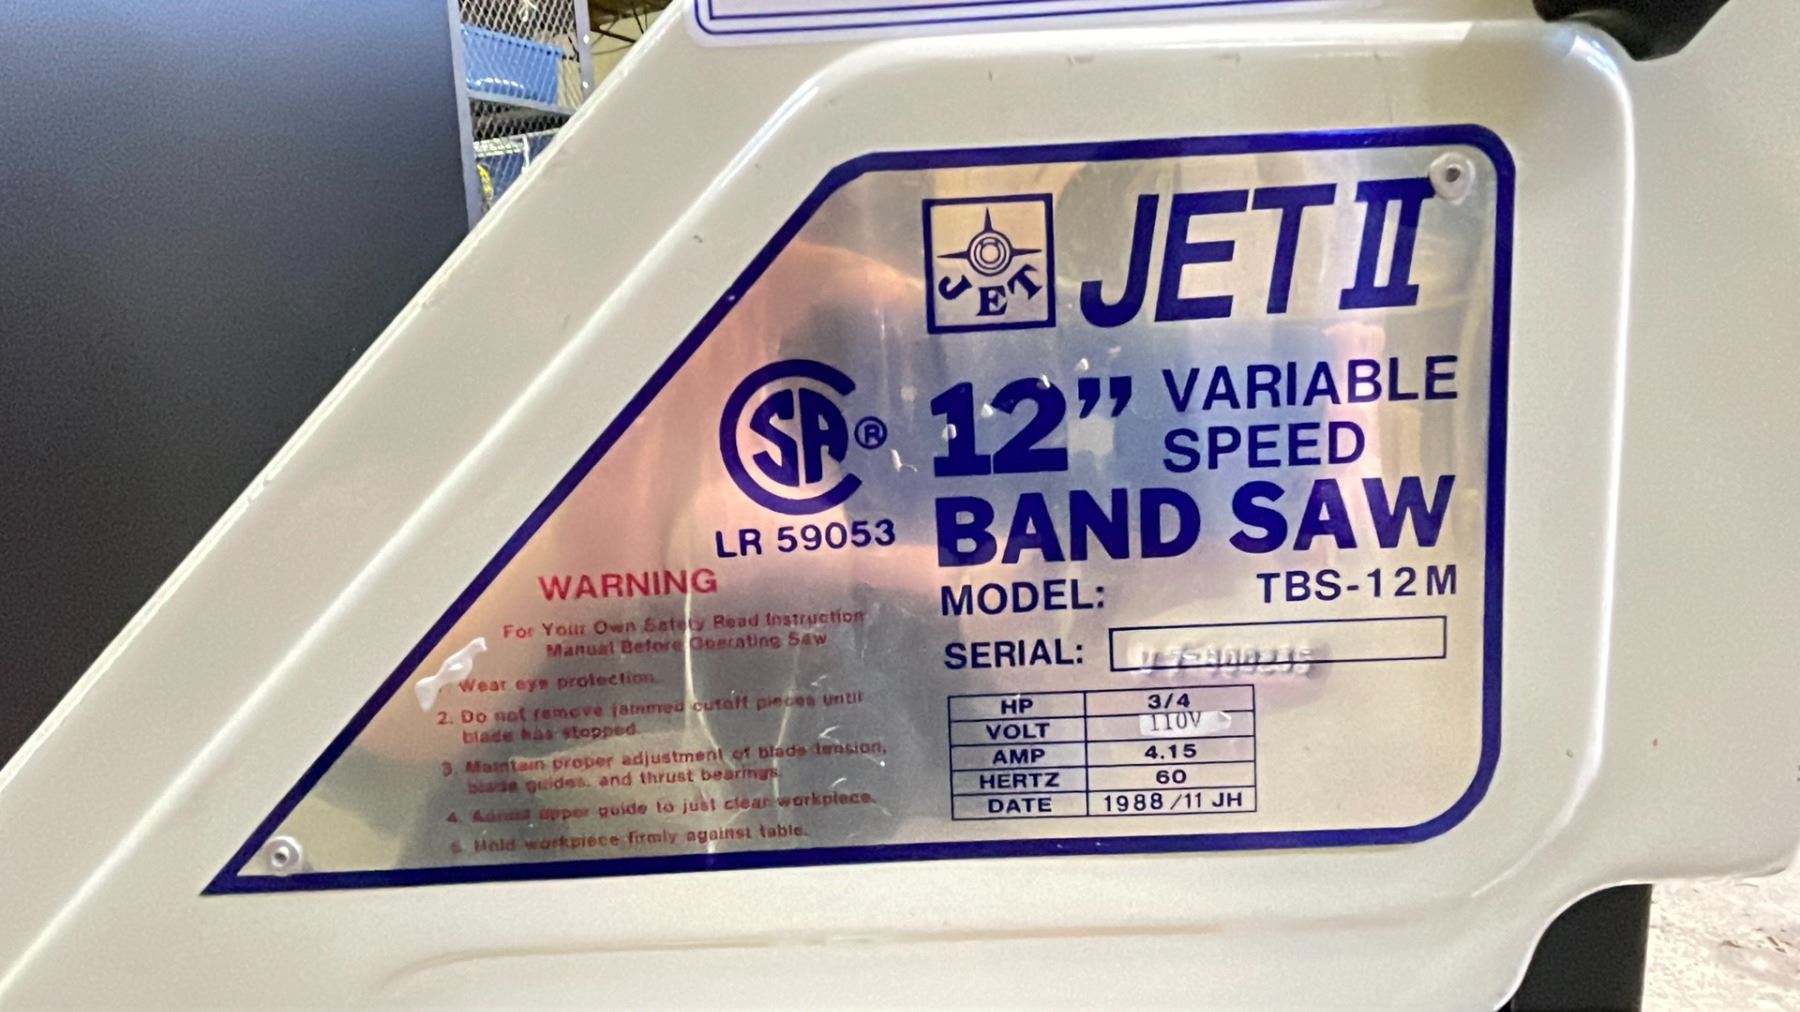 JET
JET II
12” VARIABLE
SPEED
BAND SAW
MODEL: TBS-12M
SERIAL:
HP 3/4
VOLT 110V
AMP 4.15
HERTZ 60
DATE 1988/11 JH
SA®
LR 59053
WARNING
For Your Own Safety Read Instruction
Manual Before Operating Saw
Wear eye protection.
2. Do not remove jammed cutoff pieces until
blade has stopped.
3. Maintain proper adjustment of blade tension,
blade guides, and thrust bearings.
4. Adjust upper guide to just clear workpiece.
5. Hold workpiece firmly against table.